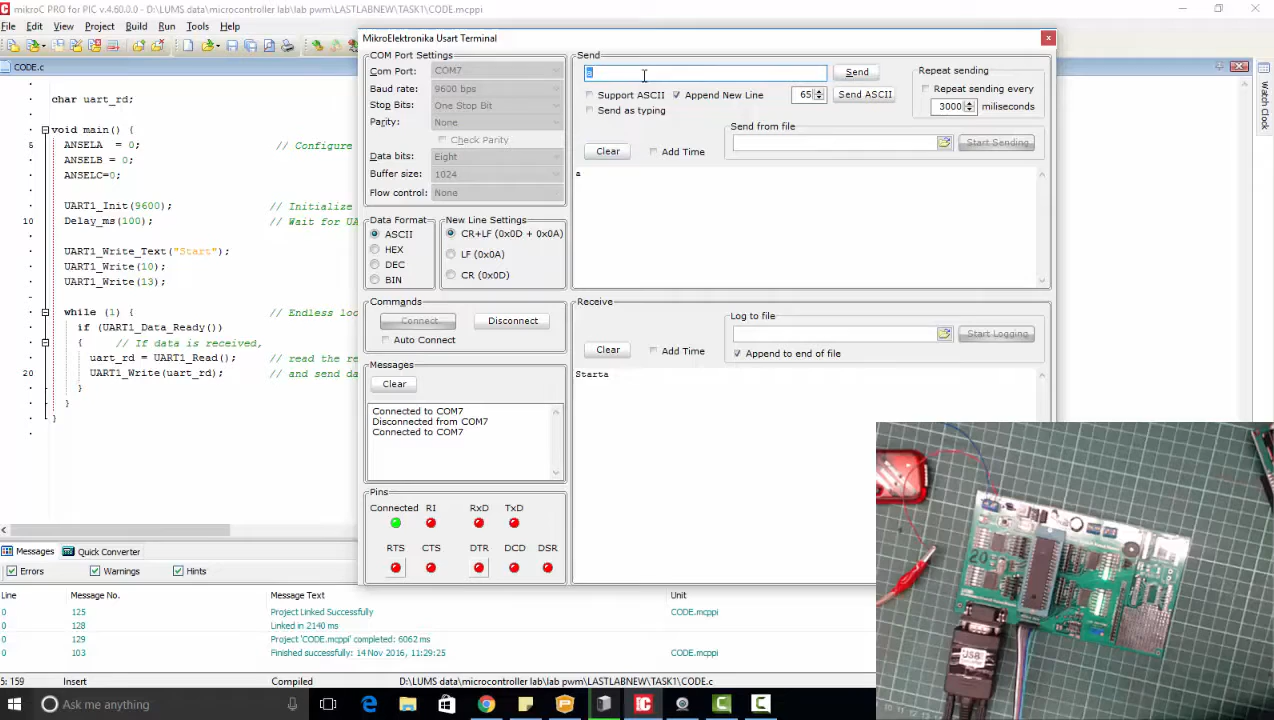 mikroC PRO for PIC v.4.60.0.0 - D:\LUMS data\microcontroller lab\lab pwm\LASTLABNEW\TASK1\CODE.mcppi
File Edit View Project Build Run Tools Help
CODE.c
char uart_rd;
void main() {
5 ANSELA = 0; // Configure
ANSELB = 0;
ANSELC=0;
UART1_Init(9600); // Initialize
10 Delay_ms(100); // Wait for UA
UART1_Write_Text("Start");
UART1_Write(10);
UART1_Write(13);
while (1) { // Endless loo
if (UART1_Data_Ready())
{ // If data is received,
uart_rd = UART1_Read(); // read the re
20 UART1_Write(uart_rd); // and send da
}
}
}
MikroElektronika Usart Terminal
COM Port Settings
Com Port: COM7
Baud rate: 9600 bps
Stop Bits: One Stop Bit
Parity: None
Check Parity
Data bits: Eight
Buffer size: 1024
Flow control: None
Data Format
ASCII
HEX
DEC
BIN
New Line Settings
CR+LF (0x0D + 0x0A)
LF (0x0A)
CR (0x0D)
Commands
Connect Disconnect
Auto Connect
Messages
Clear
Connected to COM7
Disconnected from COM7
Connected to COM7
Pins
Connected RI RxD TxD
RTS CTS DTR DCD DSR
Send
a Send
Support ASCII Append New Line 65 Send ASCII
Send as typing
Repeat sending
Repeat sending every
3000 miliseconds
Send from file
Start Sending
Clear Add Time
a
Receive
Log to file
Start Logging
Clear Add Time
Append to end of file
Starta
Watch Clock
Messages Quick Converter
Errors Warnings Hints
Line Message No. Message Text Unit
0 125 Project Linked Successfully CODE.mcppi
0 128 Linked in 2140 ms
0 129 Project 'CODE.mcppi' completed: 6062 ms
0 103 Finished successfully: 14 Nov 2016, 11:29:25 CODE.mcppi
5: 159 Insert Compiled D:\LUMS data\microcontroller lab\lab pwm\LASTLABNEW\TASK1\CODE.c
20
USB
Ask me anything